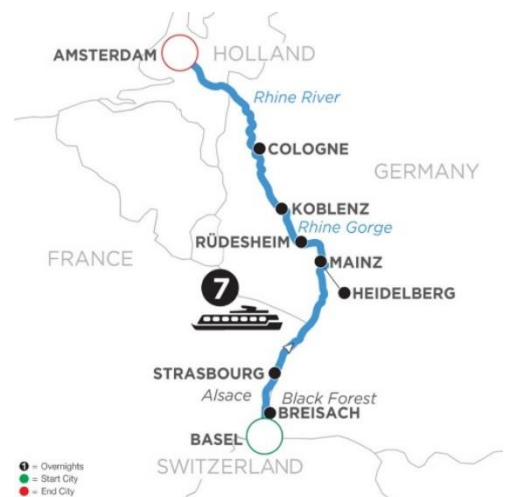 AMSTERDAM
HOLLAND
Rhine River
COLOGNE
GERMANY
KOBLENZ
Rhine Gorge
RÜDESHEIM
FRANCE
MAINZ
7
HEIDELBERG
STRASBOURG
Alsace
Black Forest
BREISACH
BASEL
SWITZERLAND
1 = Overnights
= Start City
= End City